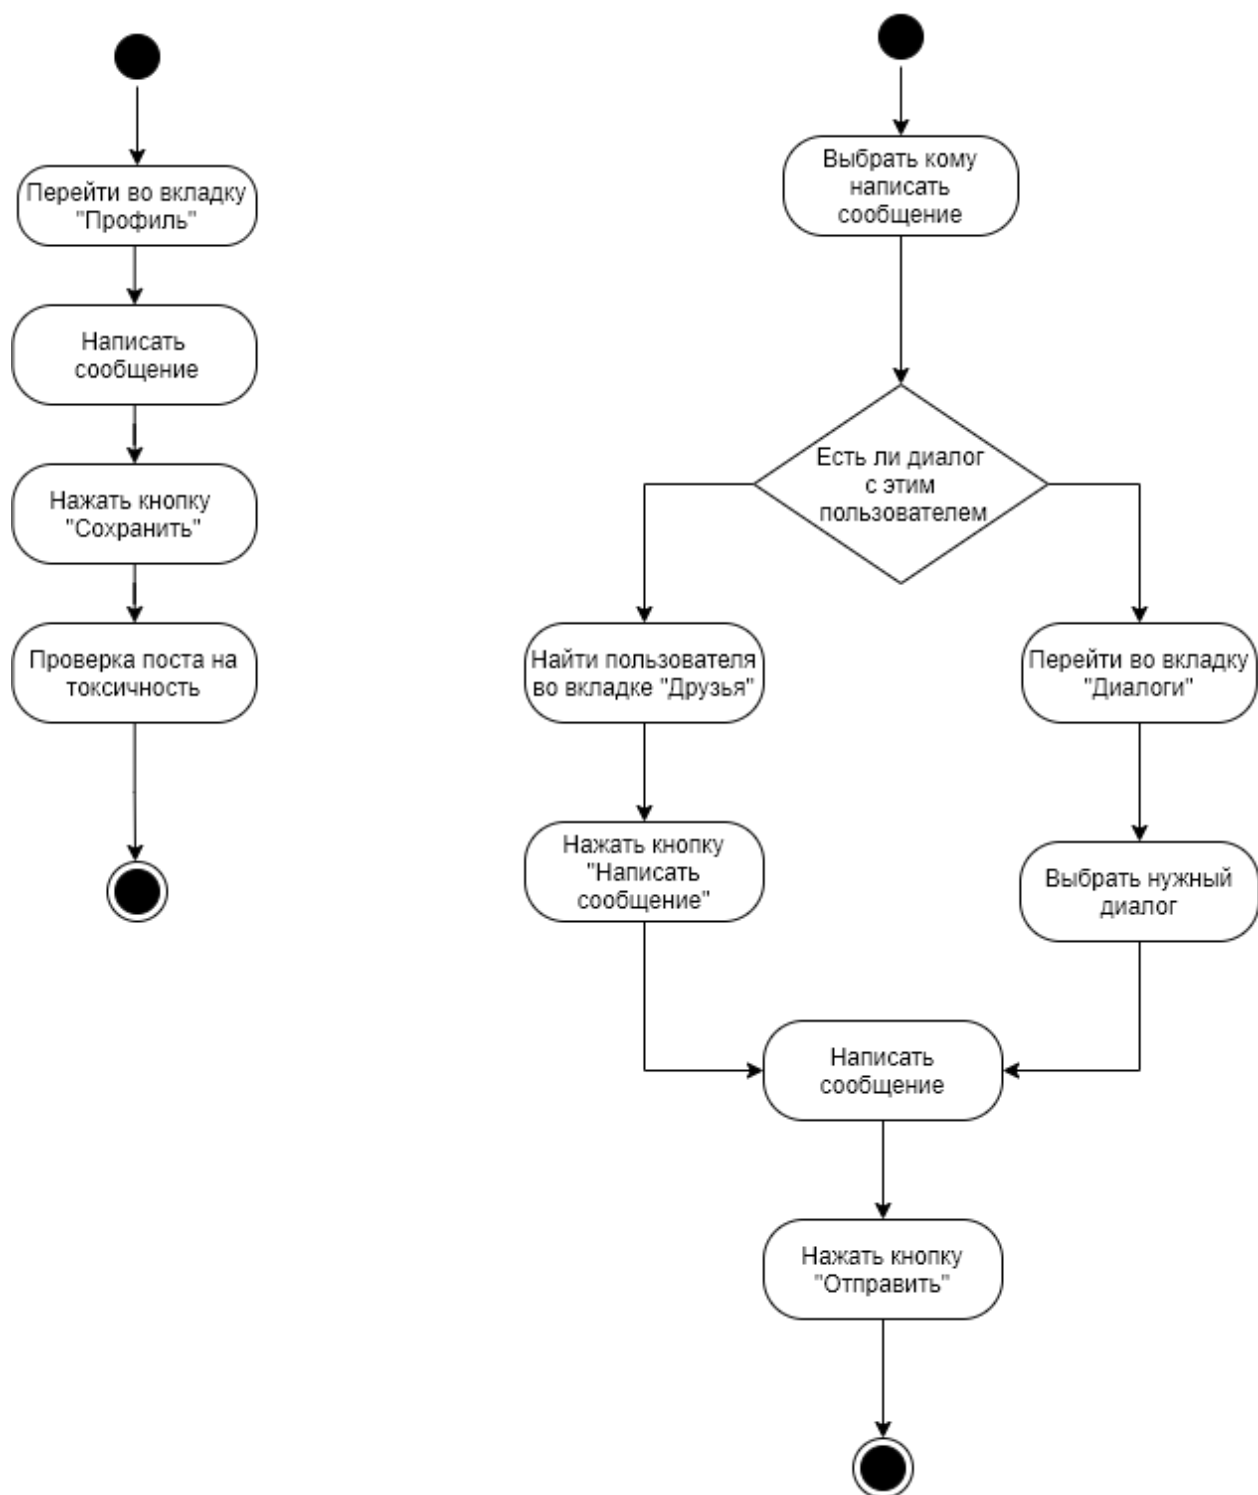 Перейти во вкладку
"Профиль"
Написать
сообщение
Нажать кнопку
"Сохранить"
Проверка поста на
токсичность
Выбрать кому
написать
сообщение
Есть ли диалог
с этим
пользователем
Найти пользователя
во вкладке "Друзья"
Нажать кнопку
"Написать
сообщение"
Перейти во вкладку
"Диалоги"
Выбрать нужный
диалог
Написать
сообщение
Нажать кнопку
"Отправить"